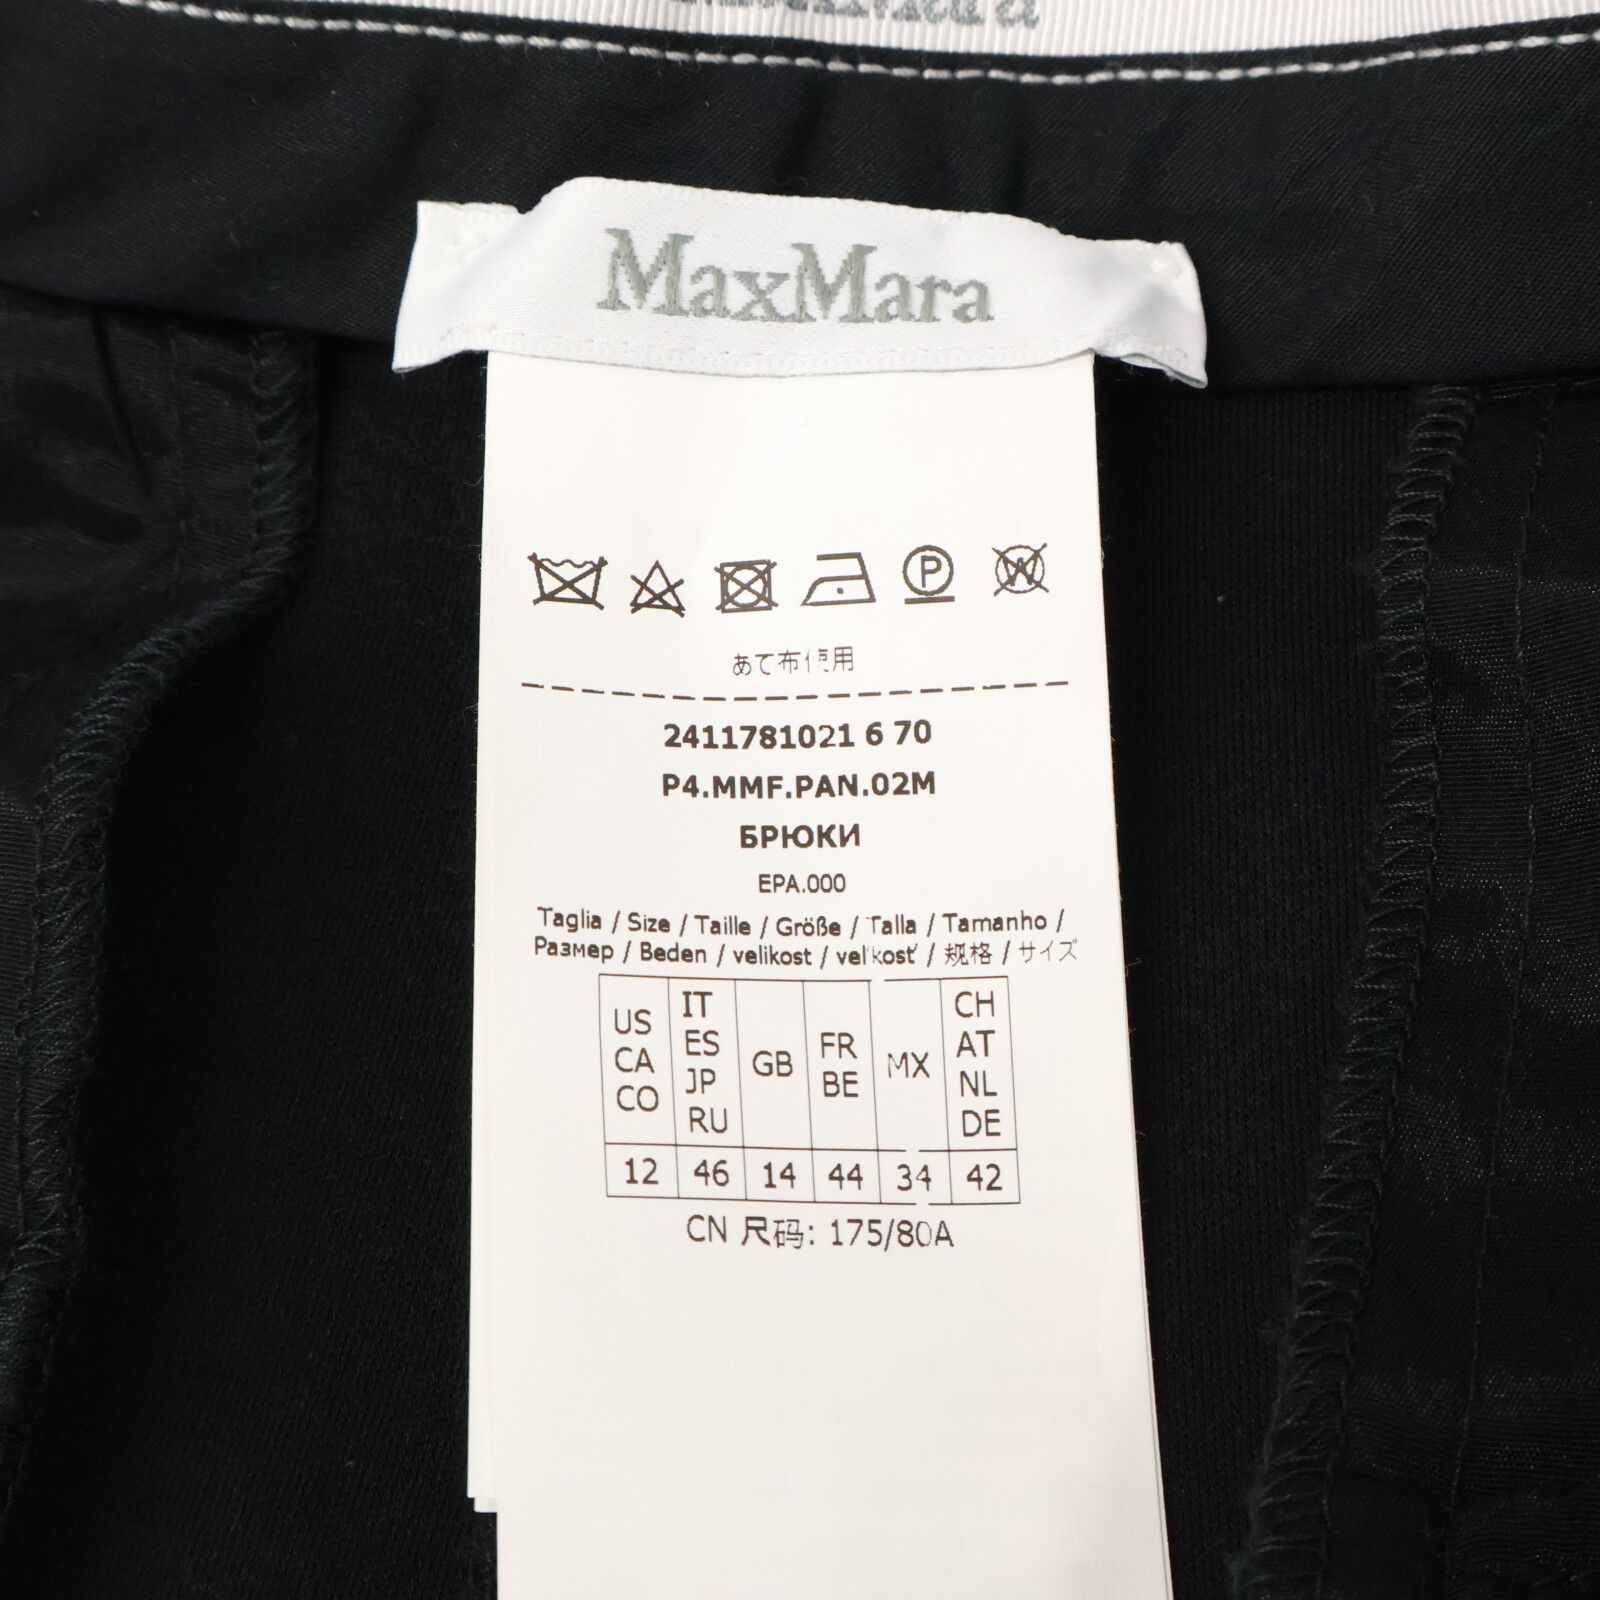 MaxMara
P
W
あて布使用
2411781021 6 70
P4.MMF.PAN.02M
БРЮКИ
EPA.000
Taglia / Size / Taille / Größe / Talla / Tamanho /
Размер / Beden / velikost / veľkosť / 规格 / サイズ
US CA CO IT ES JP RU GB FR BE MX CH AT NL DE
12 46 14 44 34 42
CN 尺码: 175/80A